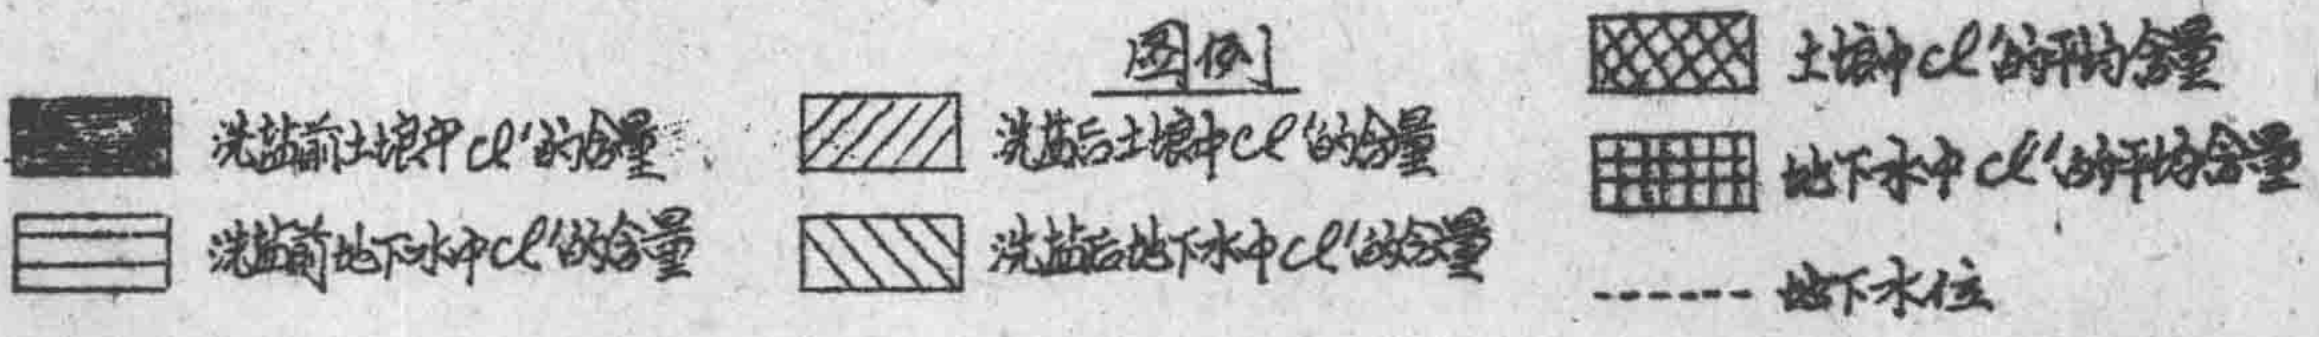 图例
洗盐前土壤中Cl′的含量
洗盐前地下水中Cl′的含量
洗盐后土壤中Cl′的含量
洗盐后地下水中Cl′的含量
土壤中Cl′的平均含量
地下水中Cl′的平均含量
地下水位